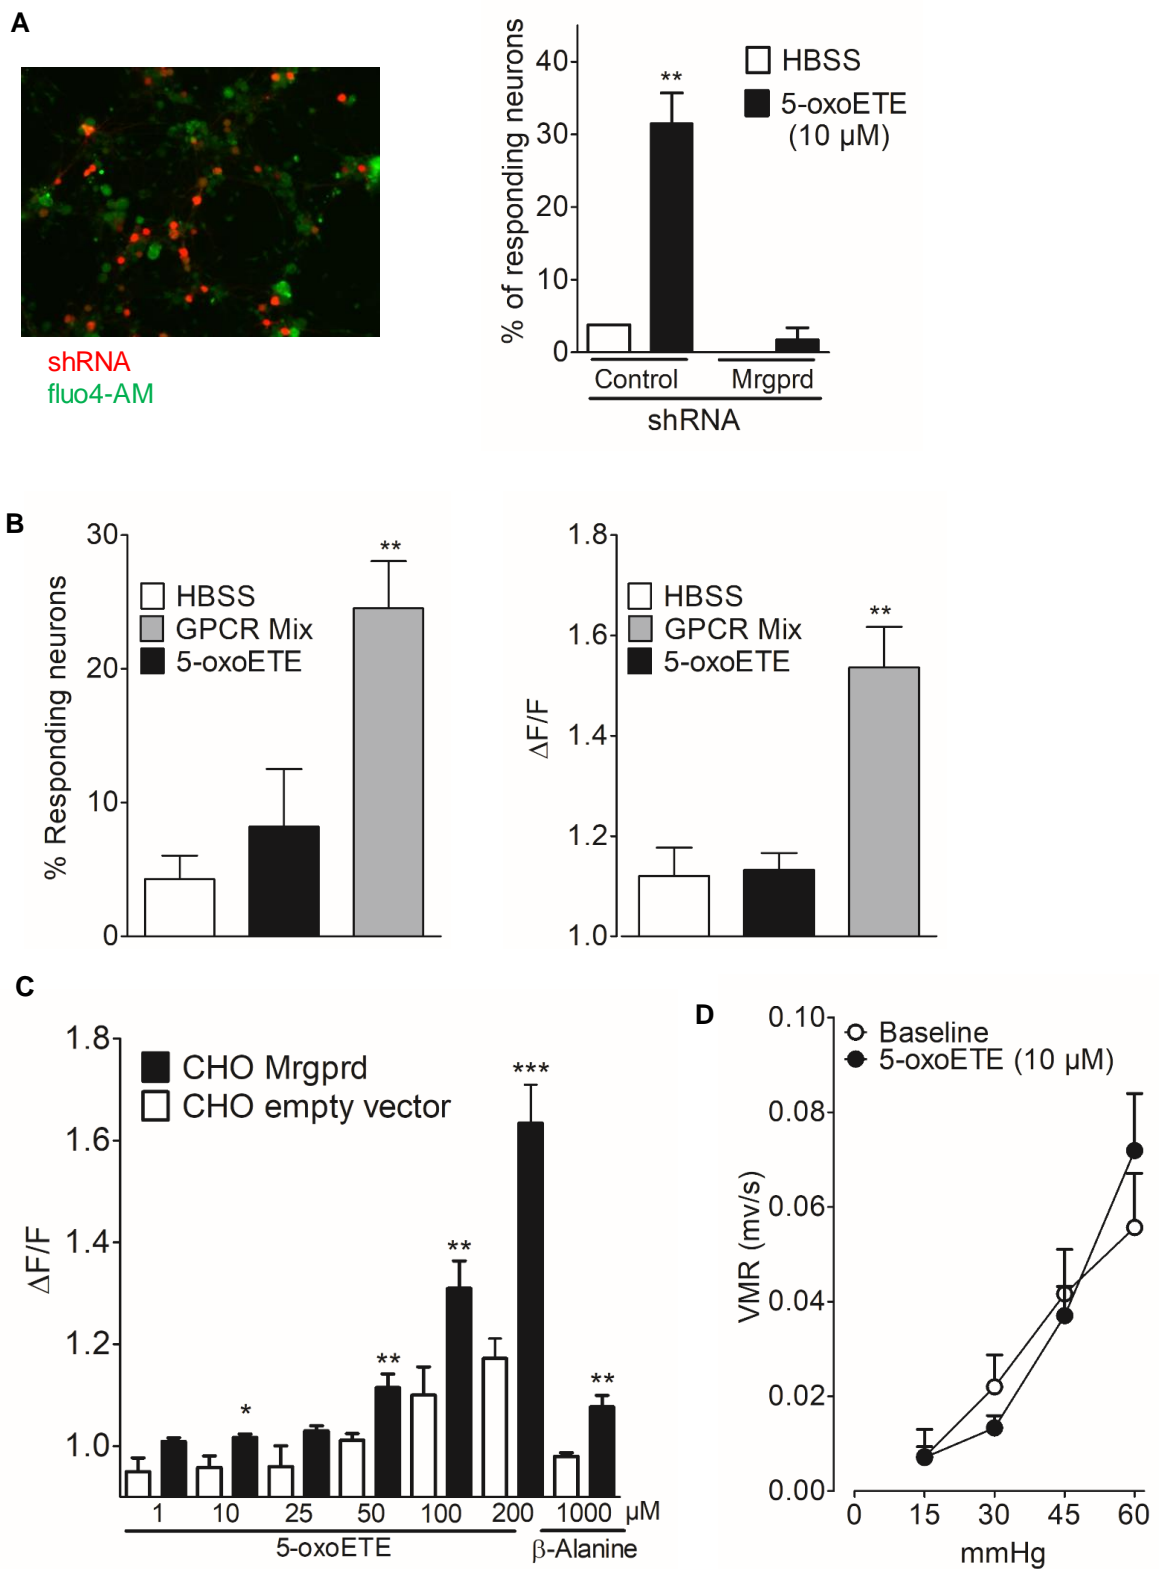 A
shRNA
fluo4-AM
% of responding neurons
40
30
20
10
0
HBSS
5-oxoETE
(10 µM)
**
Control
Mrgprd
shRNA
B
% Responding neurons
30
20
10
0
HBSS
GPCR Mix
5-oxoETE
**
ΔF/F
1.8
1.6
1.4
1.2
1.0
HBSS
GPCR Mix
5-oxoETE
**
C
ΔF/F
1.8
1.6
1.4
1.2
1.0
CHO Mrgprd
CHO empty vector
*
**
**
***
**
1 10 25 50 100 200 1000 µM
5-oxoETE
β-Alanine
D
VMR (mv/s)
0.10
0.08
0.06
0.04
0.02
0.00
Baseline
5-oxoETE (10 µM)
0 15 30 45 60
mmHg